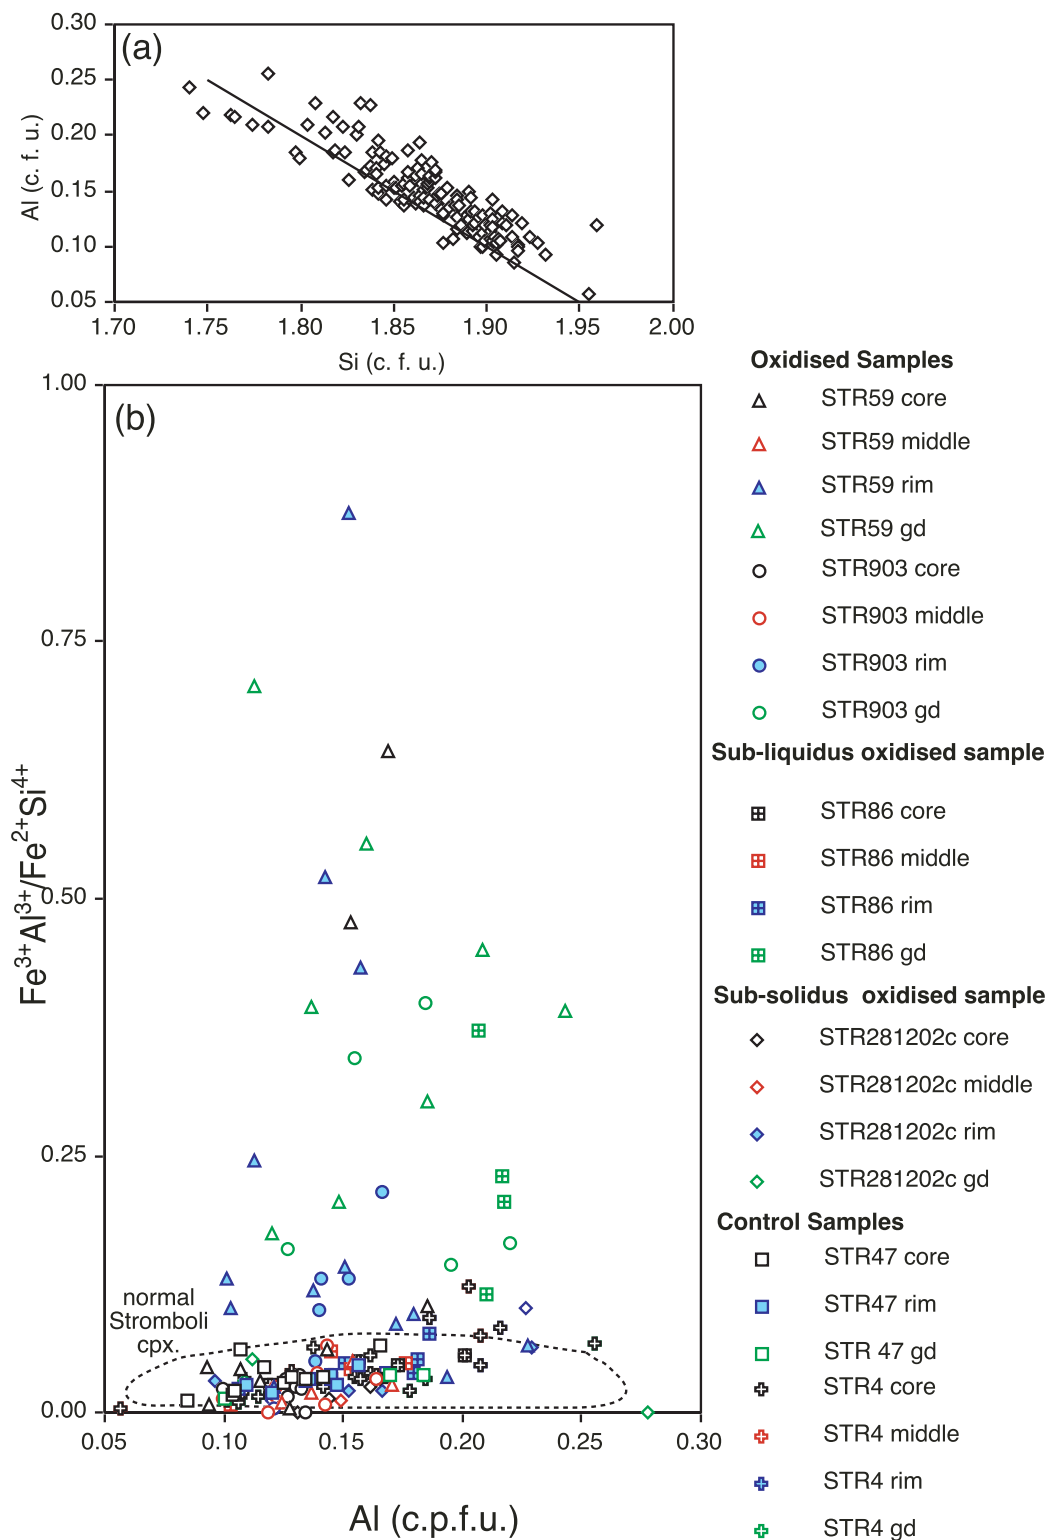 (a)
0.30
0.25
0.20
0.15
0.10
0.05
Al (c. f. u.)
1.70 1.75 1.80 1.85 1.90 1.95 2.00
Si (c. f. u.)
(b)
1.00
0.75
0.50
0.25
0.00
Fe3+Al3+/Fe2+Si4+
normal
Stromboli
cpx.
0.05 0.10 0.15 0.20 0.25 0.30
Al (c.p.f.u.)
Oxidised Samples
STR59 core
STR59 middle
STR59 rim
STR59 gd
STR903 core
STR903 middle
STR903 rim
STR903 gd
Sub-liquidus oxidised sample
STR86 core
STR86 middle
STR86 rim
STR86 gd
Sub-solidus oxidised sample
STR281202c core
STR281202c middle
STR281202c rim
STR281202c gd
Control Samples
STR47 core
STR47 rim
STR 47 gd
STR4 core
STR4 middle
STR4 rim
STR4 gd